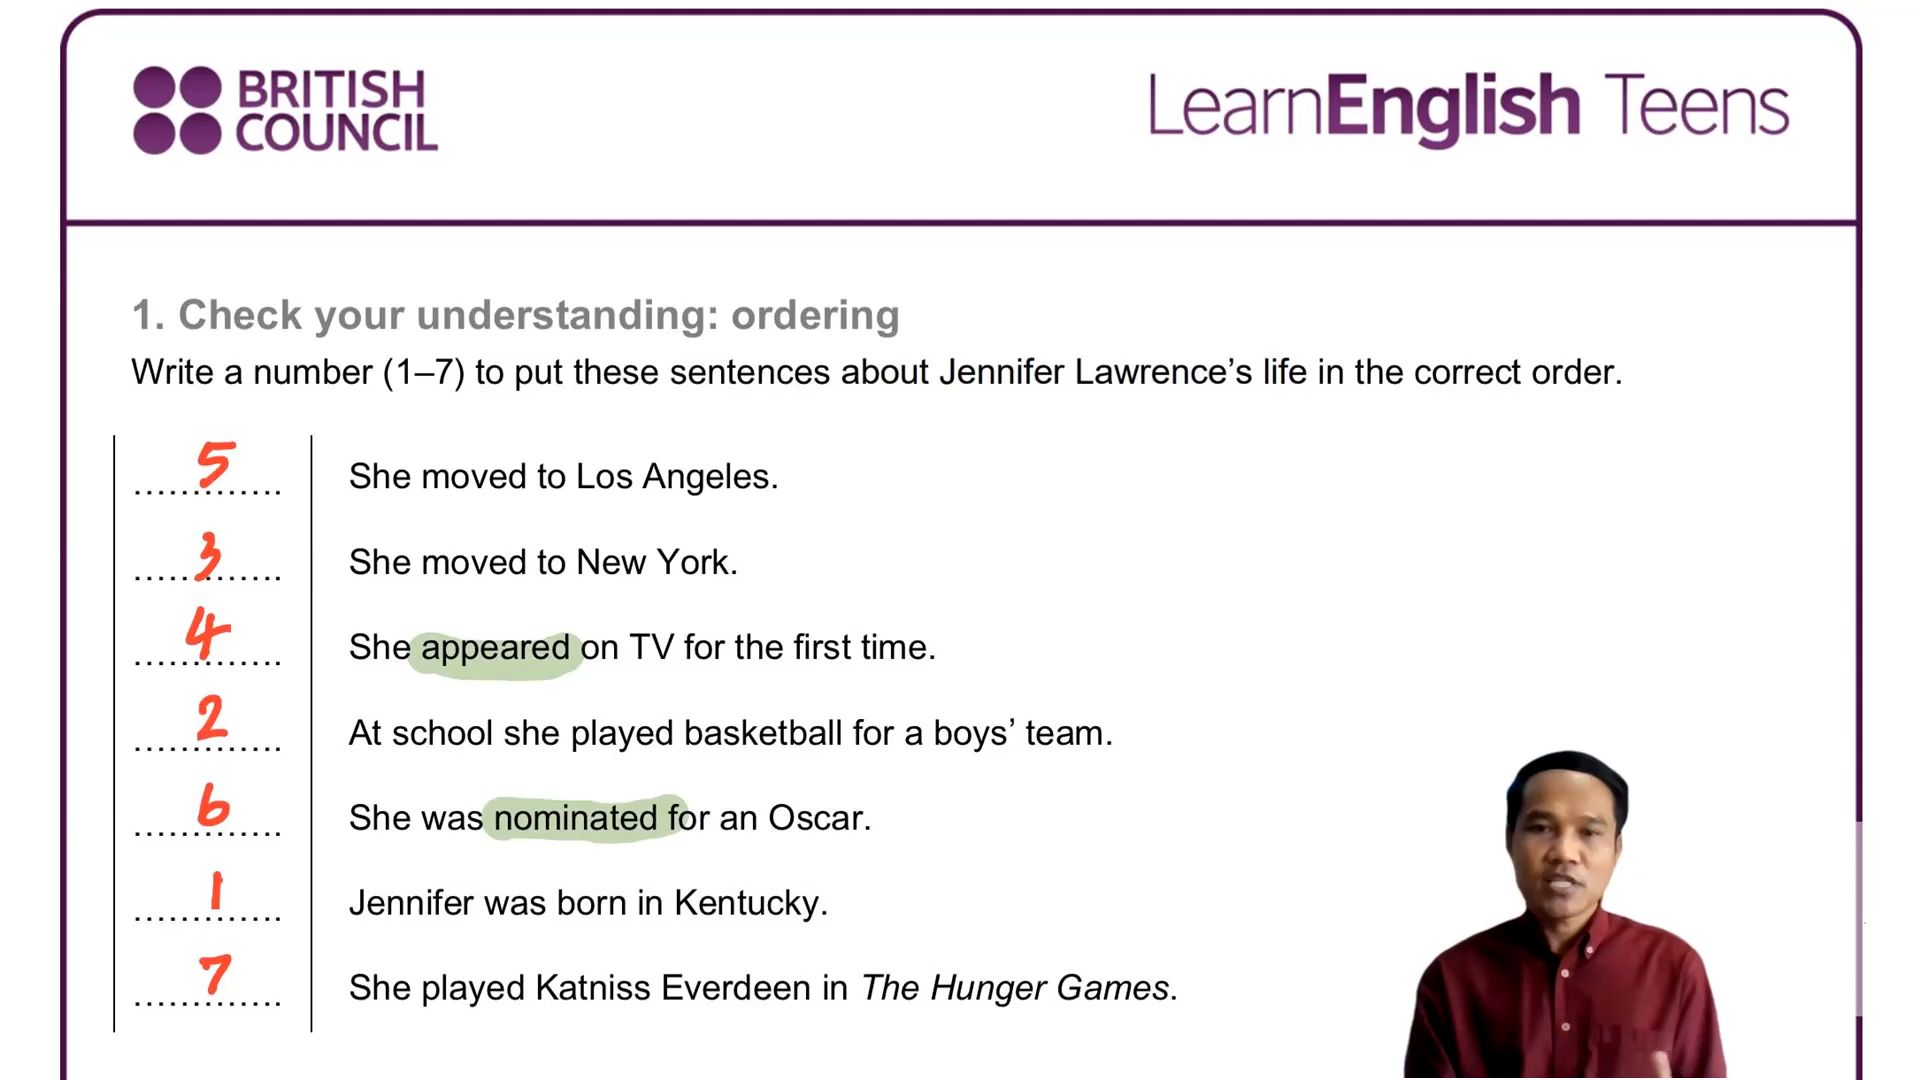 BRITISH
COUNCIL
LearnEnglish Teens
1. Check your understanding: ordering
Write a number (1–7) to put these sentences about Jennifer Lawrence’s life in the correct order.
5 ............. She moved to Los Angeles.
3 ............. She moved to New York.
4 ............. She appeared on TV for the first time.
2 ............. At school she played basketball for a boys’ team.
6 ............. She was nominated for an Oscar.
1 ............. Jennifer was born in Kentucky.
7 ............. She played Katniss Everdeen in The Hunger Games.